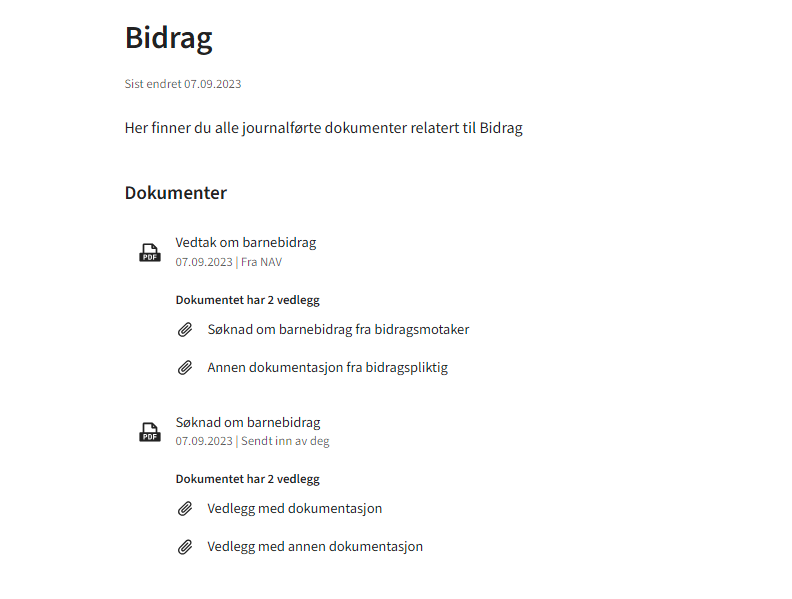 Bidrag
Sist endret 07.09.2023
Her finner du alle journalførte dokumenter relatert til Bidrag
Dokumenter
PDF
Vedtak om barnebidrag
07.09.2023 | Fra NAV
Dokumentet har 2 vedlegg
Søknad om barnebidrag fra bidragsmotaker
Annen dokumentasjon fra bidragspliktig
PDF
Søknad om barnebidrag
07.09.2023 | Sendt inn av deg
Dokumentet har 2 vedlegg
Vedlegg med dokumentasjon
Vedlegg med annen dokumentasjon